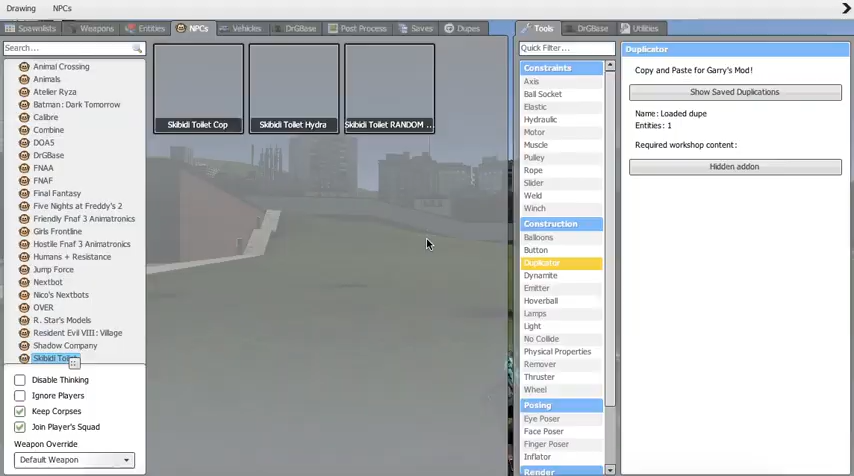 Drawing NPCs
Spawnlists Weapons Entities NPCs Vehicles DrGBase Post Process Saves Dupes
Search...
Animal Crossing
Animals
Atelier Ryza
Batman: Dark Tomorrow
Calibre
Combine
DOA5
DrGBase
FNAA
FNAF
Final Fantasy
Five Nights at Freddy's 2
Friendly Fnaf 3 Animatronics
Girls Frontline
Hostile Fnaf 3 Animatronics
Humans + Resistance
Jump Force
Nextbot
Nico's Nextbots
OVER
R. Star's Models
Resident Evil VIII: Village
Shadow Company
Skibidi
Disable Thinking
Ignore Players
Keep Corpses
Join Player's Squad
Weapon Override
Default Weapon
Skibidi Toilet Cop
Skibidi Toilet Hydra
Skibidi Toilet RANDOM ...
Tools DrGBase Utilities
Quick Filter...
Constraints
Axis
Ball Socket
Elastic
Hydraulic
Motor
Muscle
Pulley
Rope
Slider
Weld
Winch
Construction
Balloons
Button
Duplicator
Dynamite
Emitter
Hoverball
Lamps
Light
No Collide
Physical Properties
Remover
Thruster
Wheel
Posing
Eye Poser
Face Poser
Finger Poser
Inflator
Render
Duplicator
Copy and Paste for Garry's Mod!
Show Saved Duplications
Name: Loaded dupe
Entities: 1
Required workshop content:
Hidden addon